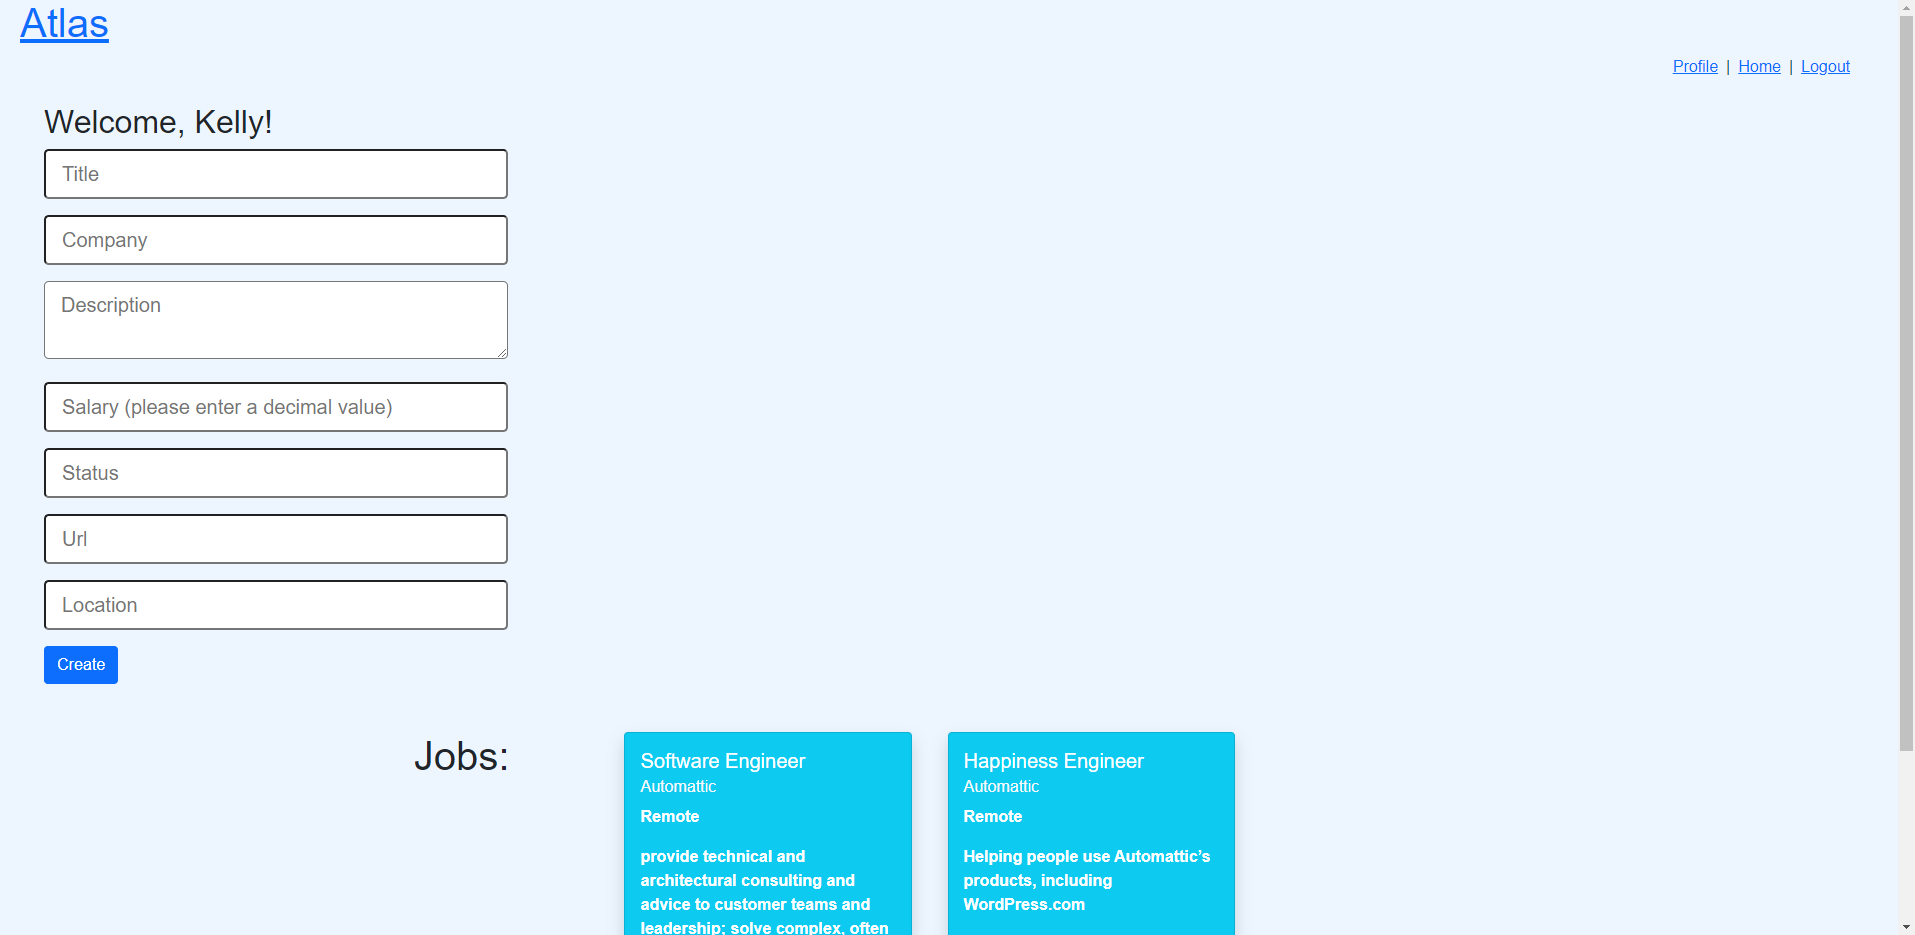 Atlas
Profile | Home | Logout
Welcome, Kelly!
Title
Company
Description
Salary (please enter a decimal value)
Status
Url
Location
Create
Jobs:
Software Engineer
Automattic
Remote
provide technical and
architectural consulting and
advice to customer teams and
leadership; solve complex, often
Happiness Engineer
Automattic
Remote
Helping people use Automattic’s
products, including
WordPress.com